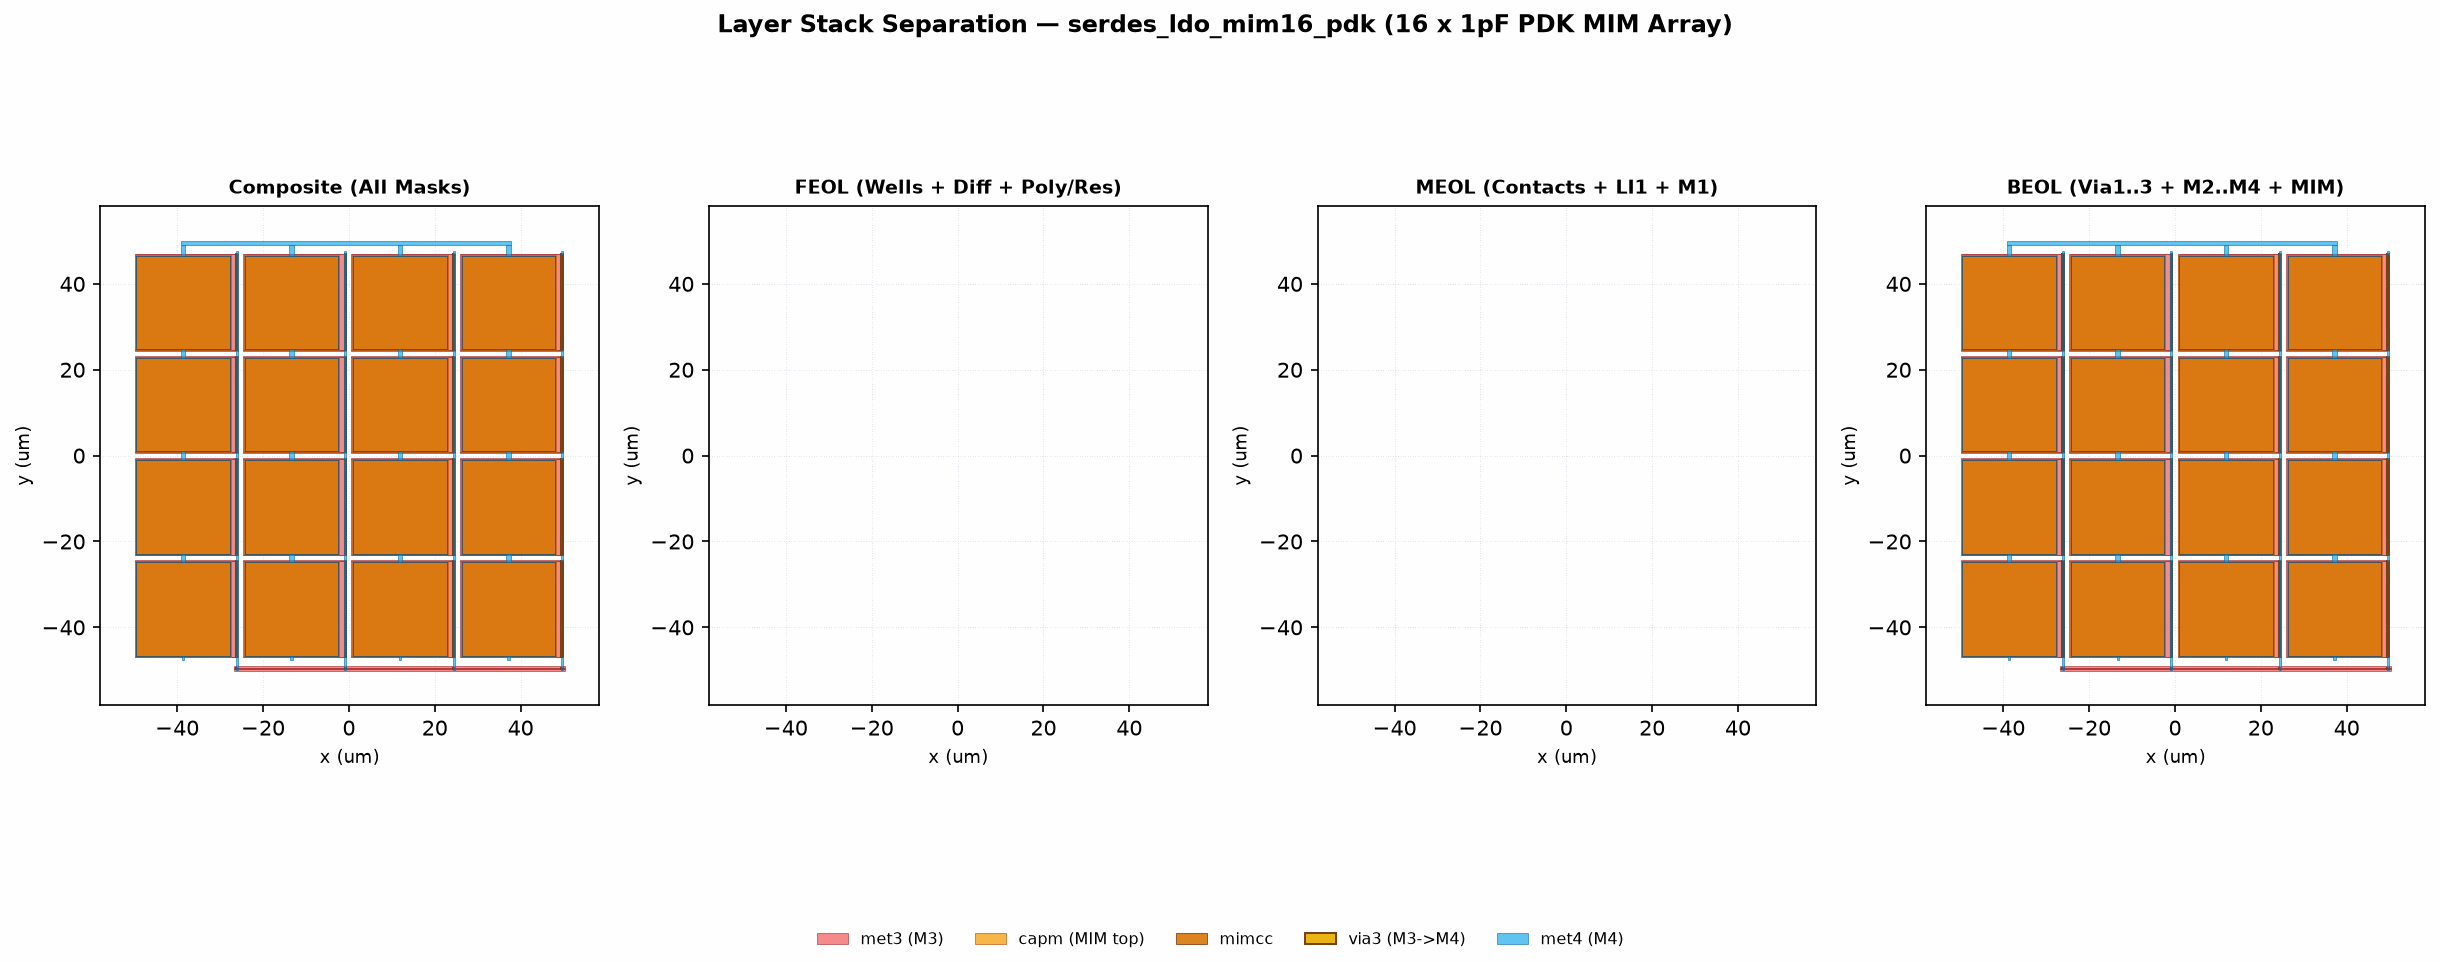 Layer Stack Separation — serdes_ldo_mim16_pdk (16 x 1pF PDK MIM Array)
Composite (All Masks)
40
20
0
−20
−40
y (um)
−40 −20 0 20 40
x (um)
FEOL (Wells + Diff + Poly/Res)
40
20
0
−20
−40
y (um)
−40 −20 0 20 40
x (um)
MEOL (Contacts + LI1 + M1)
40
20
0
−20
−40
y (um)
−40 −20 0 20 40
x (um)
BEOL (Via1..3 + M2..M4 + MIM)
40
20
0
−20
−40
y (um)
−40 −20 0 20 40
x (um)
met3 (M3) capm (MIM top) mimcc via3 (M3->M4) met4 (M4)